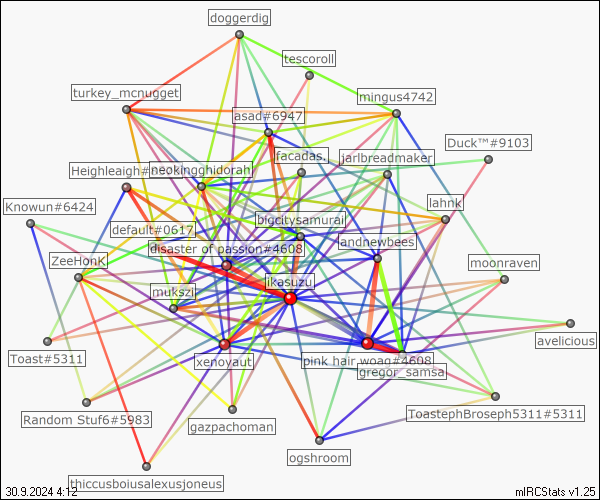 doggerdig
tescoroll
turkey_mcnugget
mingus4742
asad#6947
Duck™#9103
facadas.
jarlbreadmaker
Heighleaigh#
neokingghidorah
Knowun#6424
lahnk
default#0617
bigcitysamurai
disaster of passion#4608
andnewbees
ZeeHonK
moonraven
ikasuzu
mukszi
avelicious
Toast#5311
xenoyaut
pink hair woag#4608
gregor_samsa
Random Stuf6#5983
gazpachoman
ToastephBroseph5311#5311
ogshroom
thiccusboiusalexusjoneus
30.9.2024 4:12
mIRCStats v1.25